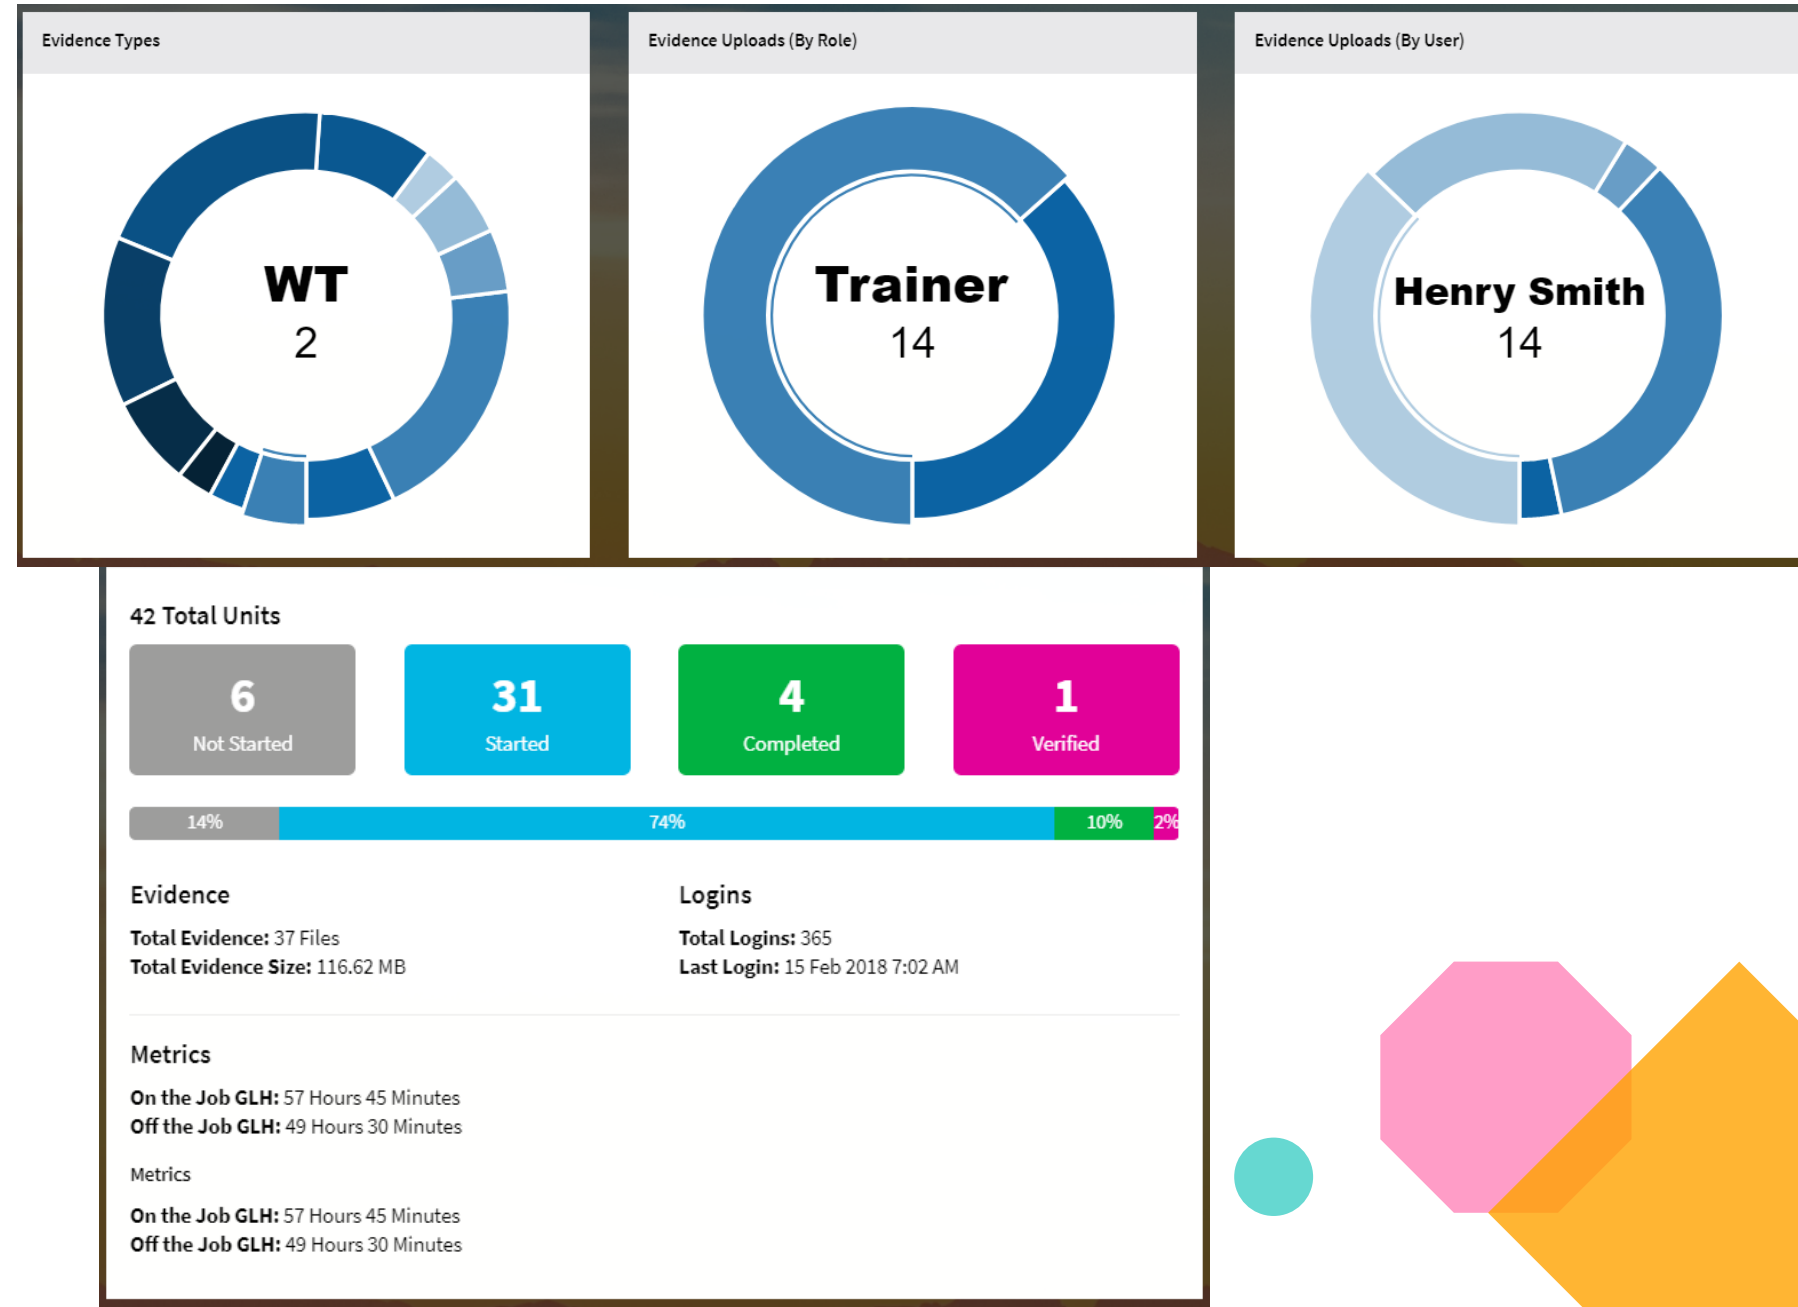 Evidence Types
WT
2
Evidence Uploads (By Role)
Trainer
14
Evidence Uploads (By User)
Henry Smith
14
42 Total Units
6
Not Started
31
Started
4
Completed
1
Verified
14%
74%
10%
2%
Evidence
Total Evidence: 37 Files
Total Evidence Size: 116.62 MB
Logins
Total Logins: 365
Last Login: 15 Feb 2018 7:02 AM
Metrics
On the Job GLH: 57 Hours 45 Minutes
Off the Job GLH: 49 Hours 30 Minutes
Metrics
On the Job GLH: 57 Hours 45 Minutes
Off the Job GLH: 49 Hours 30 Minutes